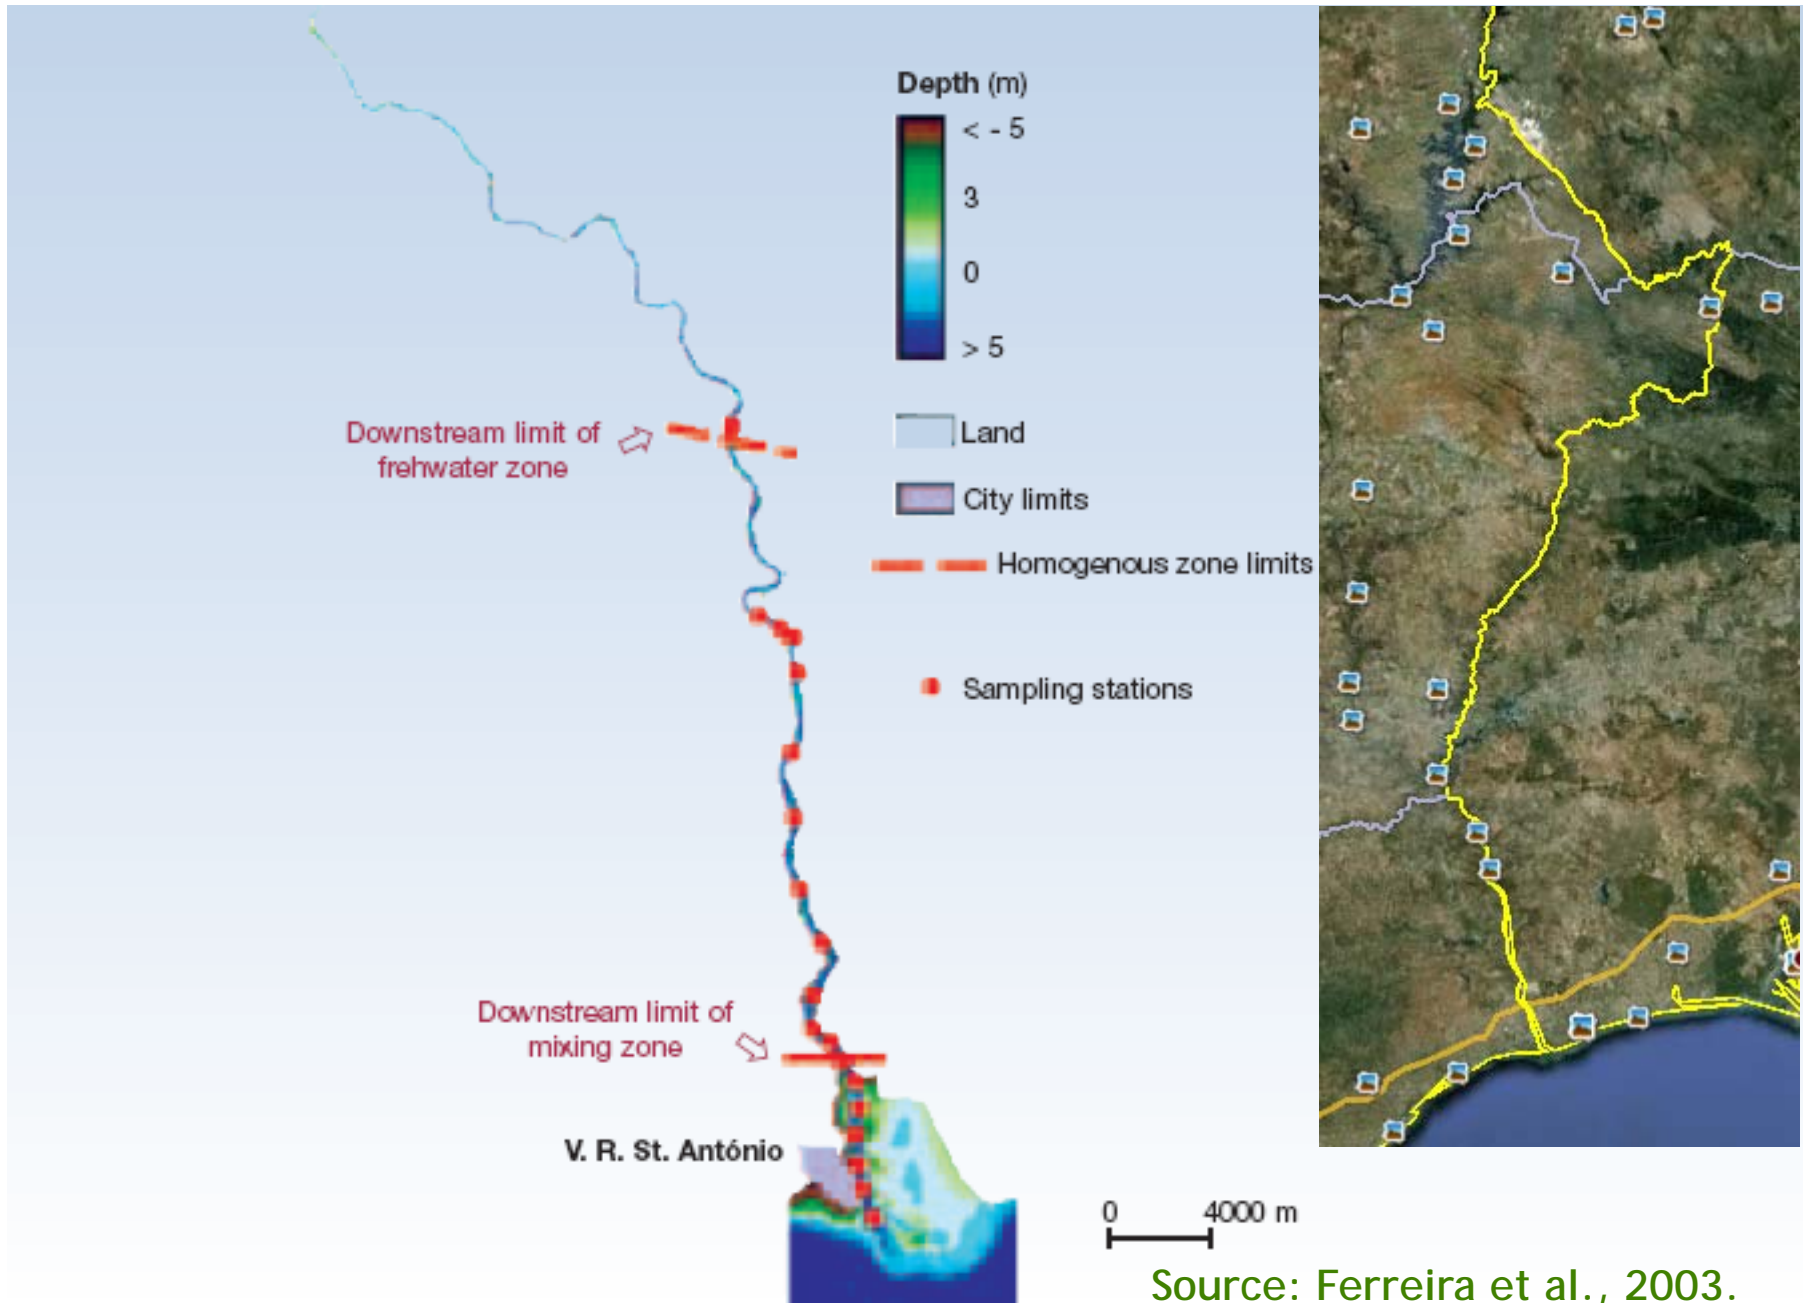 Depth (m)
< - 5
3
0
> 5
Downstream limit of
frehwater zone
Land
City limits
Homogenous zone limits
Sampling stations
Downstream limit of
mixing zone
V. R. St. António
0 4000 m
Source: Ferreira et al., 2003.